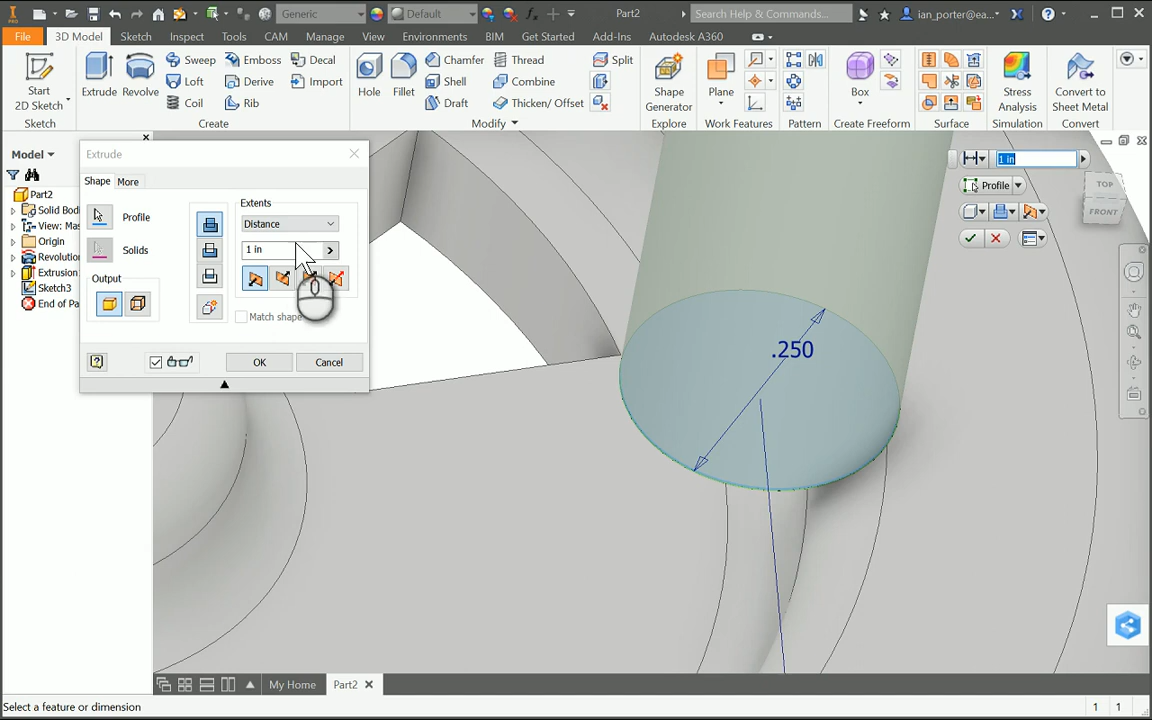 Generic
Default
Part2
Search Help & Commands...
ian_porter@ea...
File
3D Model
Sketch
Inspect
Tools
CAM
Manage
View
Environments
BIM
Get Started
Add-Ins
Autodesk A360
Start
2D Sketch
Extrude
Revolve
Sweep
Loft
Coil
Emboss
Derive
Rib
Decal
Import
Hole
Fillet
Chamfer
Shell
Draft
Thread
Combine
Thicken/ Offset
Split
Shape
Generator
Plane
Box
Stress
Analysis
Convert to
Sheet Metal
Sketch
Create
Modify
Explore
Work Features
Pattern
Create Freeform
Surface
Simulation
Convert
Model
Part2
Solid Bod
View: Mas
Origin
Revolution
Extrusion
Sketch3
End of Pa
Extrude
Shape
More
Profile
Solids
Output
Extents
Distance
1 in
Match shape
OK
Cancel
1 in
Profile
TOP
FRONT
.250
My Home
Part2
Select a feature or dimension
1
1